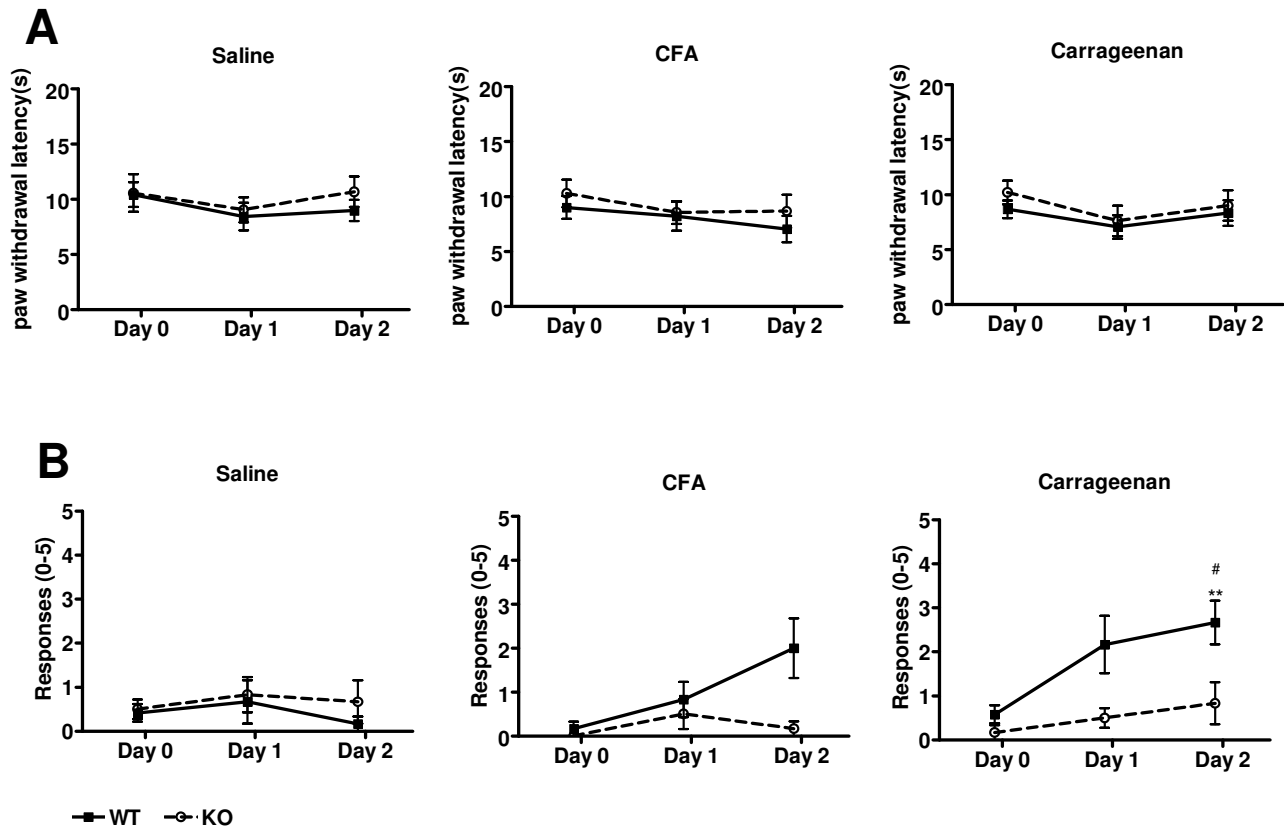 A
Saline
CFA
Carrageenan
paw withdrawal latency(s)
20
15
10
5
0
Day 0 Day 1 Day 2
paw withdrawal latency(s)
20
15
10
5
0
Day 0 Day 1 Day 2
paw withdrawal latency(s)
20
15
10
5
0
Day 0 Day 1 Day 2
B
Saline
CFA
Carrageenan
Responses (0-5)
5
4
3
2
1
0
Day 0 Day 1 Day 2
Responses (0-5)
5
4
3
2
1
0
Day 0 Day 1 Day 2
Responses (0-5)
5
4
3
2
1
0
#
**
Day 0 Day 1 Day 2
WT KO